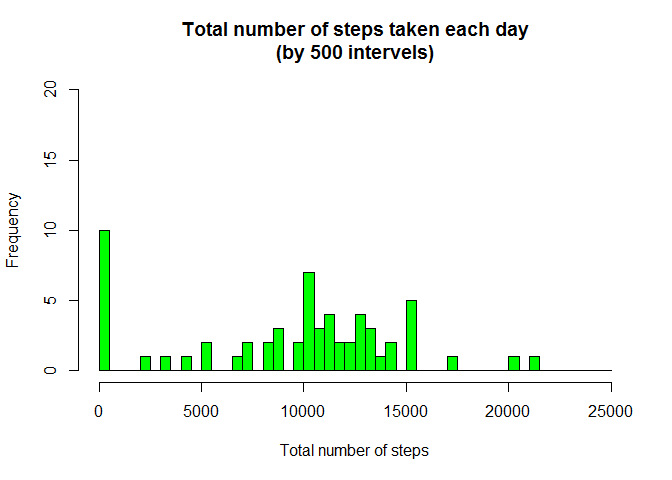 Total number of steps taken each day
(by 500 intervels)
Frequency
20
15
10
5
0
0 5000 10000 15000 20000 25000
Total number of steps